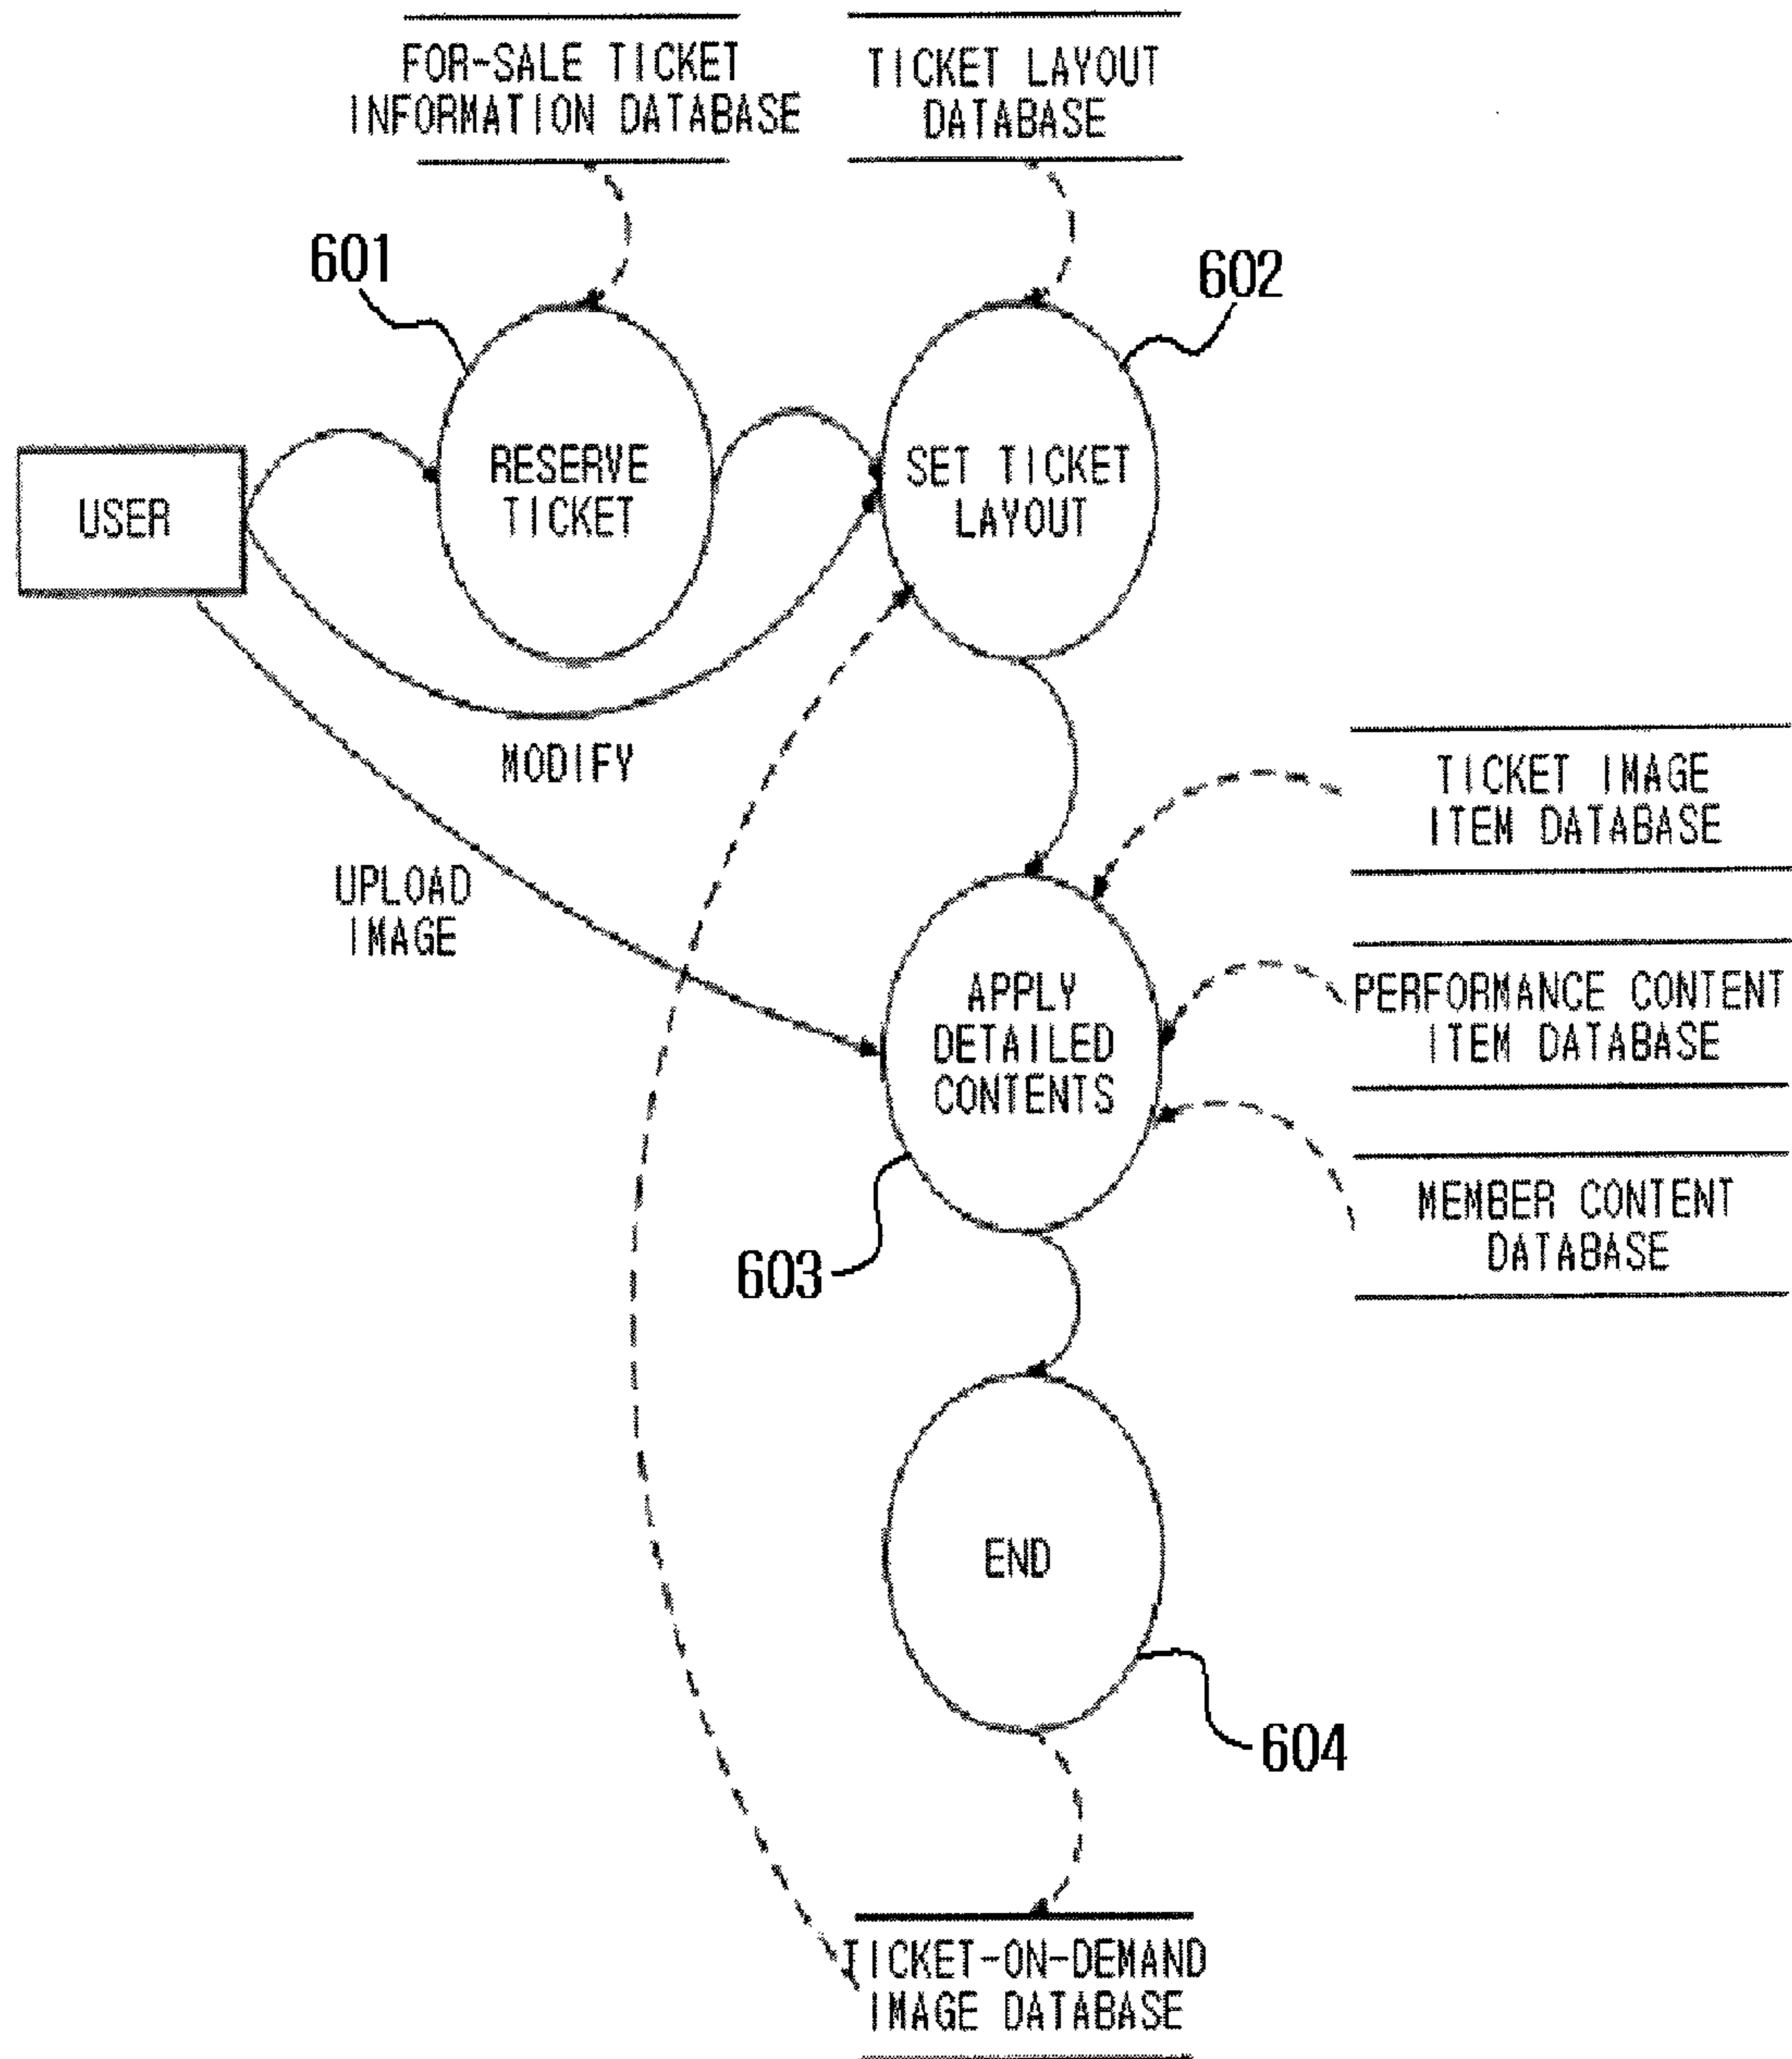 FOR-SALE TICKET
INFORMATION DATABASE
TICKET LAYOUT
DATABASE
601
602
USER
RESERVE
TICKET
SET TICKET
LAYOUT
MODIFY
UPLOAD
IMAGE
TICKET IMAGE
ITEM DATABASE
APPLY
DETAILED
CONTENTS
PERFORMANCE CONTENT
ITEM DATABASE
603
MEMBER CONTENT
DATABASE
END
604
TICKET-ON-DEMAND
IMAGE DATABASE